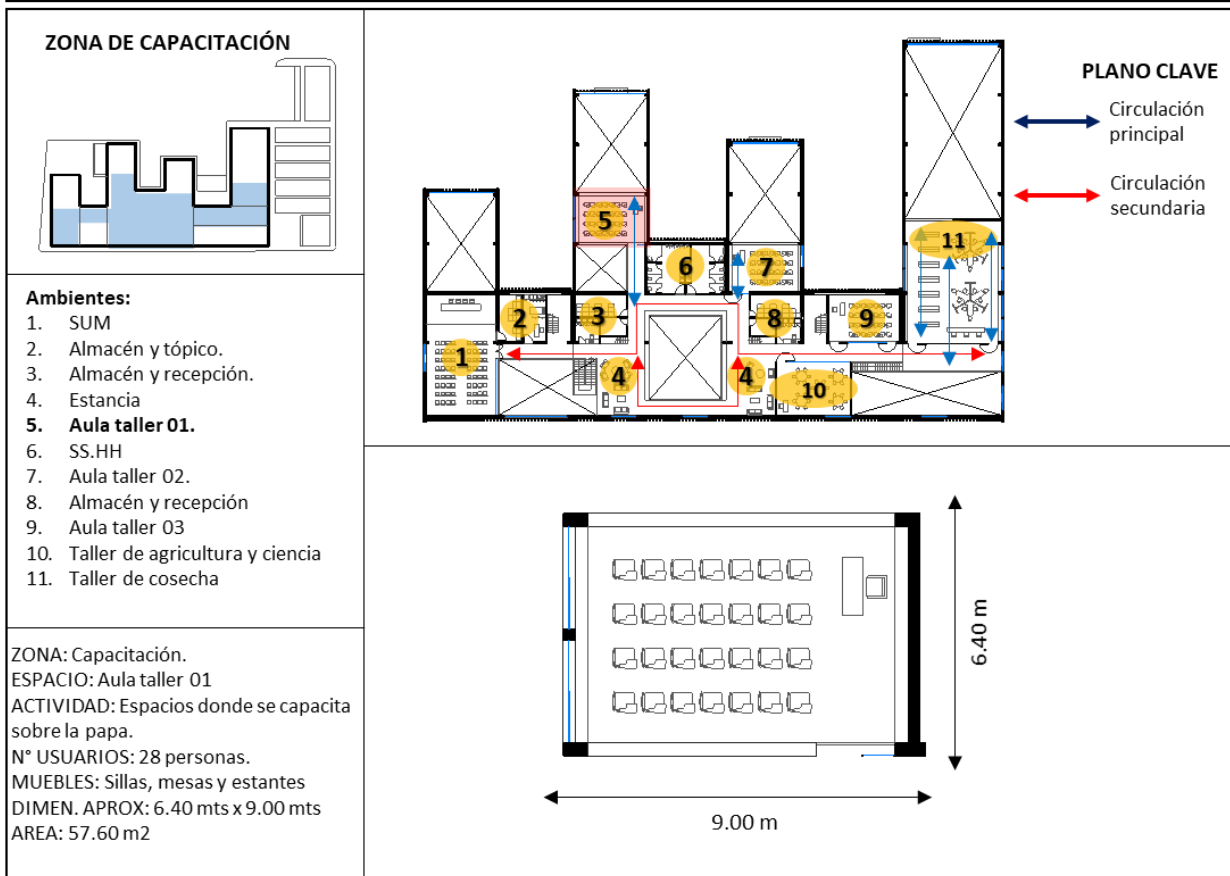 ZONA DE CAPACITACIÓN
Ambientes:
1. SUM
2. Almacén y tópico.
3. Almacén y recepción.
4. Estancia
5. Aula taller 01.
6. SS.HH
7. Aula taller 02.
8. Almacén y recepción
9. Aula taller 03
10. Taller de agricultura y ciencia
11. Taller de cosecha
ZONA: Capacitación.
ESPACIO: Aula taller 01
ACTIVIDAD: Espacios donde se capacita
sobre la papa.
N° USUARIOS: 28 personas.
MUEBLES: Sillas, mesas y estantes
DIMEN. APROX: 6.40 mts x 9.00 mts
AREA: 57.60 m2
PLANO CLAVE
Circulación
principal
Circulación
secundaria
5
11
6
7
2
3
8
9
1
4
4
10
6.40 m
9.00 m